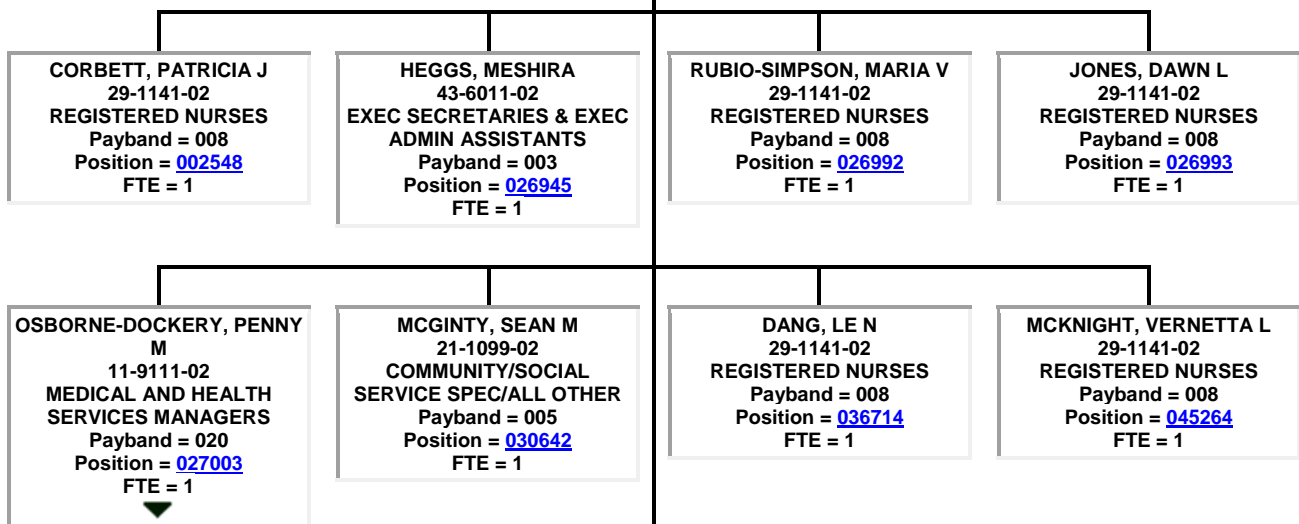 CORBETT, PATRICIA J
29-1141-02
REGISTERED NURSES
Payband = 008
Position = 002548
FTE = 1
HEGGS, MESHIRA
43-6011-02
EXEC SECRETARIES & EXEC
ADMIN ASSISTANTS
Payband = 003
Position = 026945
FTE = 1
RUBIO-SIMPSON, MARIA V
29-1141-02
REGISTERED NURSES
Payband = 008
Position = 026992
FTE = 1
JONES, DAWN L
29-1141-02
REGISTERED NURSES
Payband = 008
Position = 026993
FTE = 1
OSBORNE-DOCKERY, PENNY
M
11-9111-02
MEDICAL AND HEALTH
SERVICES MANAGERS
Payband = 020
Position = 027003
FTE = 1
MCGINTY, SEAN M
21-1099-02
COMMUNITY/SOCIAL
SERVICE SPEC/ALL OTHER
Payband = 005
Position = 030642
FTE = 1
DANG, LE N
29-1141-02
REGISTERED NURSES
Payband = 008
Position = 036714
FTE = 1
MCKNIGHT, VERNETTA L
29-1141-02
REGISTERED NURSES
Payband = 008
Position = 045264
FTE = 1